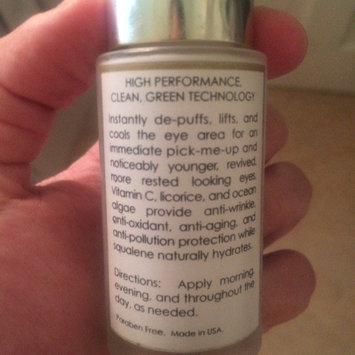 HIGH PERFORMANCE,
CLEAN, GREEN TECHNOLOGY
Instantly de-puffs, lifts, and
cools the eye area for an
immediate pick-me-up and
noticeably younger, revived,
more rested looking eyes.
Vitamin C, licorice, and ocean
algae provide anti-wrinkle,
anti-oxidant, anti-aging, and
anti-pollution protection while
squalene naturally hydrates.
Directions: Apply morning,
evening, and throughout the
day, as needed.
Paraben Free. Made in USA.